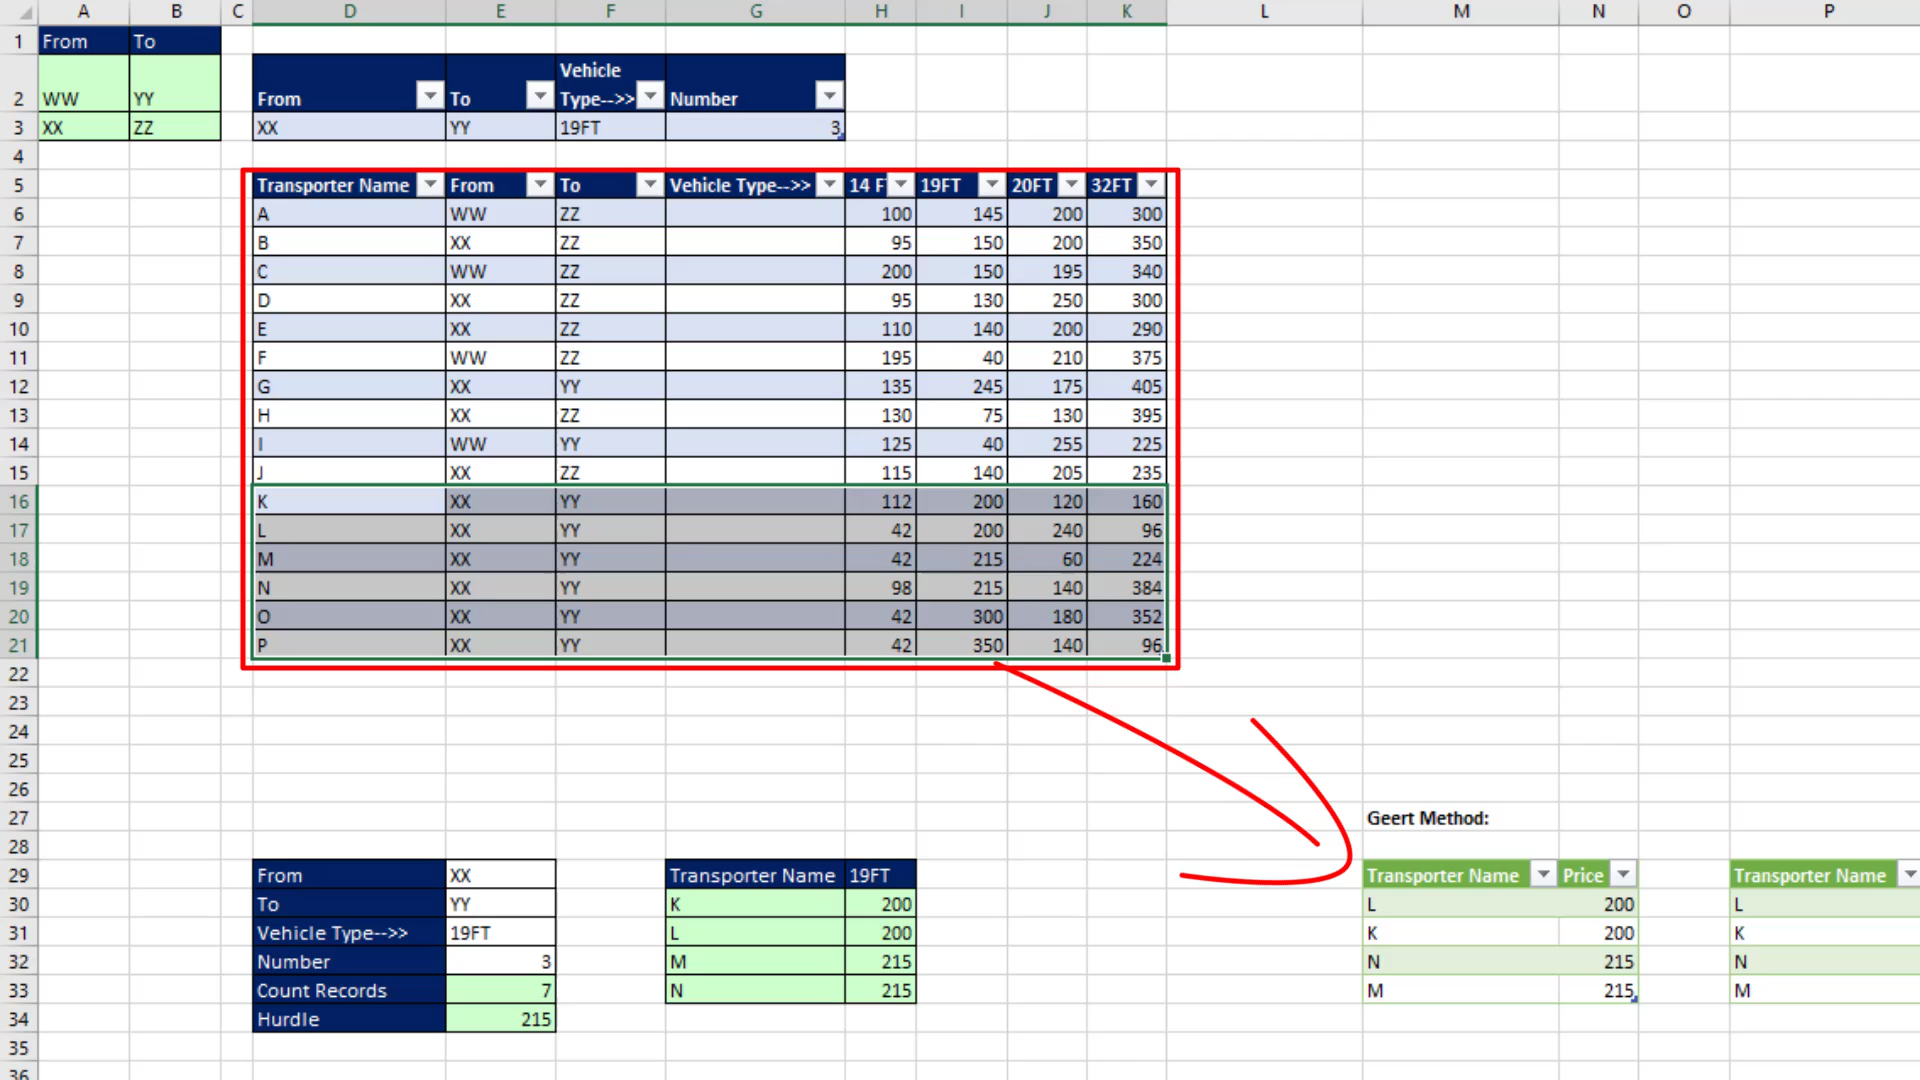 A B C D E F G H I J K L M N O P
1 From To
Vehicle
2 WW YY From To Type-->> Number
3 XX ZZ XX YY 19FT 3
4
5 Transporter Name From To Vehicle Type-->> 14 F 19FT 20FT 32FT
6 A WW ZZ 100 145 200 300
7 B XX ZZ 95 150 200 350
8 C WW ZZ 200 150 195 340
9 D XX ZZ 95 130 250 300
10 E XX ZZ 110 140 200 290
11 F WW ZZ 195 40 210 375
12 G XX YY 135 245 175 405
13 H XX ZZ 130 75 130 395
14 I WW YY 125 40 255 225
15 J XX ZZ 115 140 205 235
16 K XX YY 112 200 120 160
17 L XX YY 42 200 240 96
18 M XX YY 42 215 60 224
19 N XX YY 98 215 140 384
20 O XX YY 42 300 180 352
21 P XX YY 42 350 140 96
22
23
24
25
26
27 Geert Method:
28
29 From XX Transporter Name 19FT Transporter Name Price Transporter Name
30 To YY K 200 L 200 L
31 Vehicle Type-->> 19FT L 200 K 200 K
32 Number 3 M 215 N 215 N
33 Count Records 7 N 215 M 215 M
34 Hurdle 215
35
36